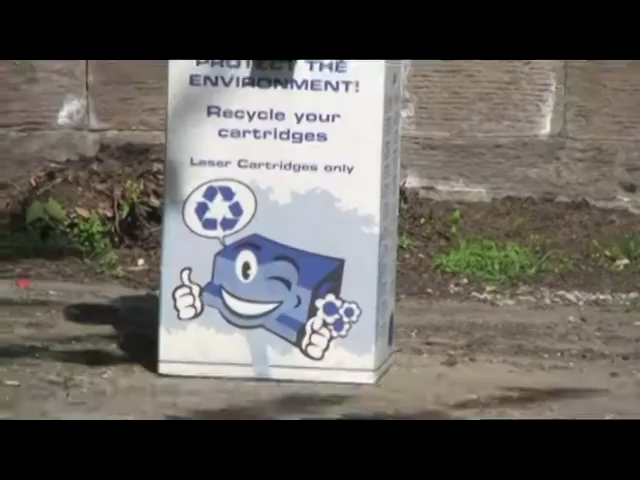 PROTECT THE
ENVIRONMENT!
Recycle your
cartridges
Laser Cartridges only